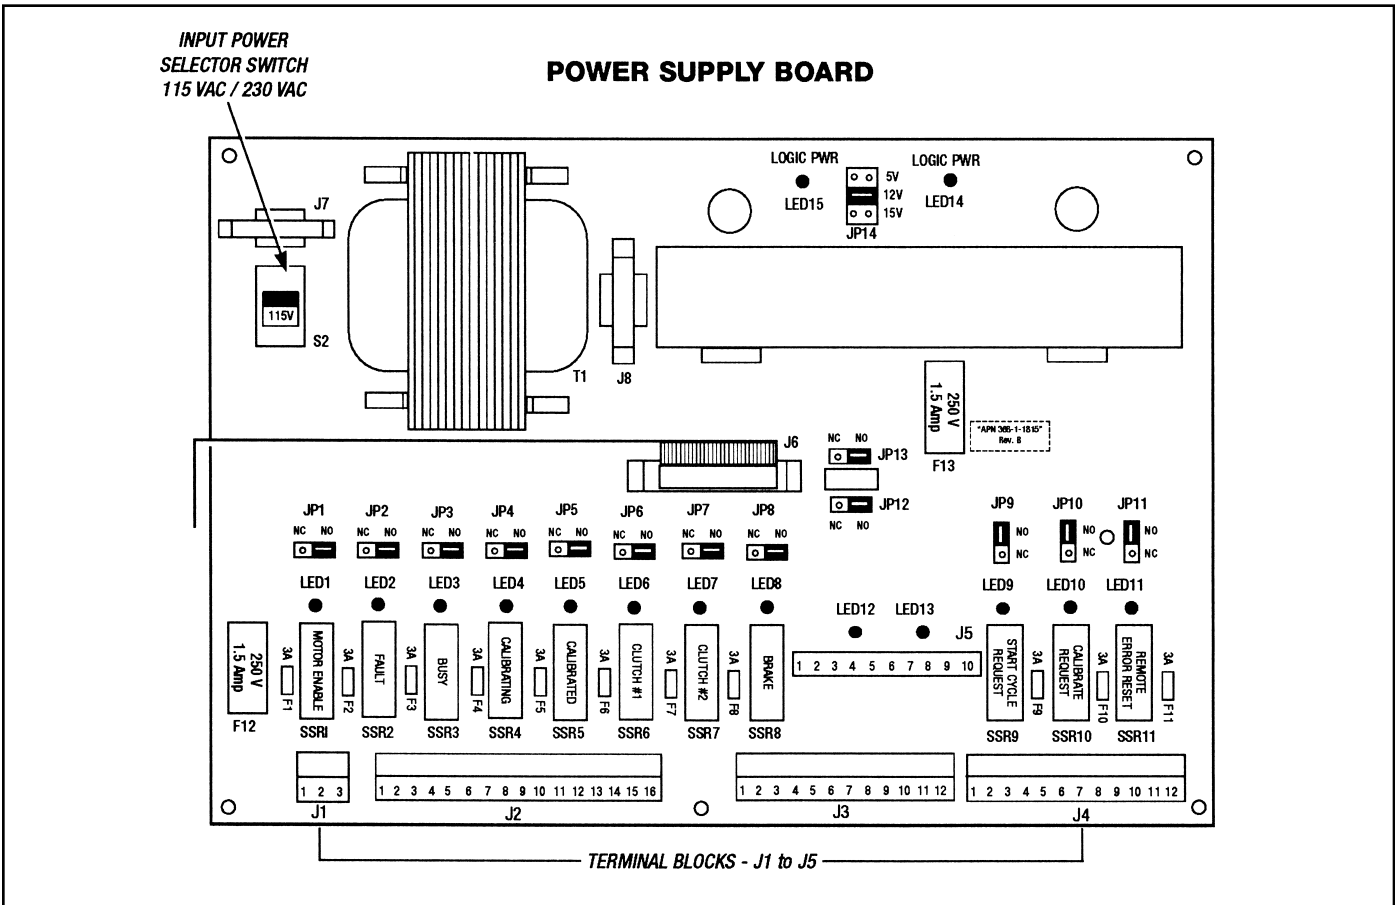 INPUT POWER
SELECTOR SWITCH
115 VAC / 230 VAC
POWER SUPPLY BOARD
LOGIC PWR
LED15
5V
12V
15V
JP14
LOGIC PWR
LED14
J7
115V
S2
T1
J8
250 V
1.5 Amp
F13
"APN 366-1-1815"
Rev. B
J6
NC NO
JP13
JP12
NC NO
JP1 JP2 JP3 JP4 JP5 JP6 JP7 JP8
NC NO NC NO NC NO NC NO NC NO NC NO NC NO NC NO
JP9 JP10 JP11
NO NO NO
NC NC NC
LED1 LED2 LED3 LED4 LED5 LED6 LED7 LED8
LED9 LED10 LED11
LED12 LED13
J5
1 2 3 4 5 6 7 8 9 10
250 V
1.5 Amp
F12
3A F1
MOTOR ENABLE
SSR1
3A F2
FAULT
SSR2
3A F3
BUSY
SSR3
3A F4
CALIBRATING
SSR4
3A F5
CALIBRATED
SSR5
3A F6
CLUTCH #1
SSR6
3A F7
CLUTCH #2
SSR7
3A F8
BRAKE
SSR8
START CYCLE
REQUEST
SSR9
3A F9
CALIBRATE
REQUEST
SSR10
3A F10
REMOTE
ERROR RESET
SSR11
3A F11
1 2 3
J1
1 2 3 4 5 6 7 8 9 10 11 12 13 14 15 16
J2
1 2 3 4 5 6 7 8 9 10 11 12
J3
1 2 3 4 5 6 7 8 9 10 11 12
J4
TERMINAL BLOCKS - J1 to J5